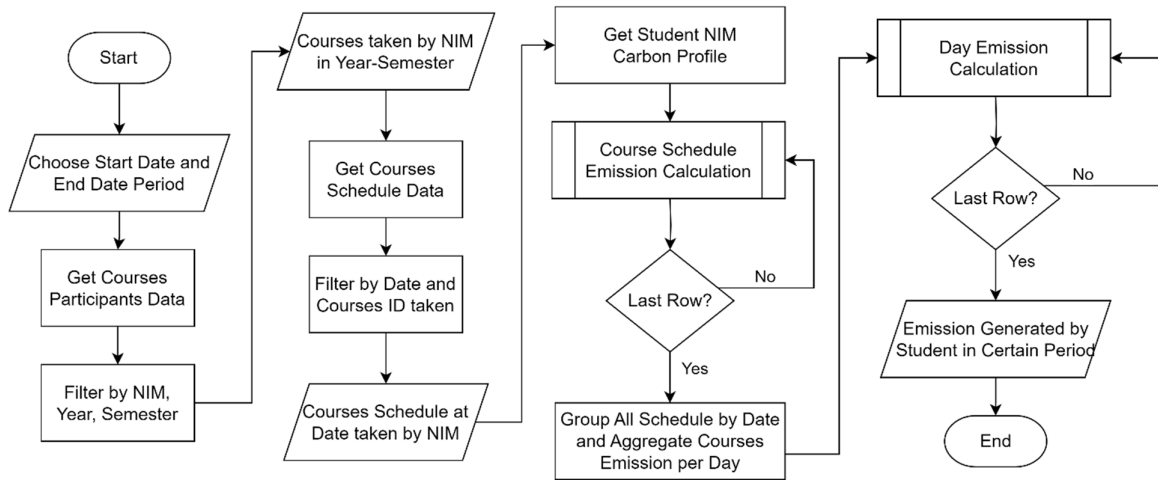 Start
Choose Start Date and
End Date Period
Get Courses
Participants Data
Filter by NIM,
Year, Semester
Courses taken by NIM
in Year-Semester
Get Courses
Schedule Data
Filter by Date and
Courses ID taken
Courses Schedule at
Date taken by NIM
Get Student NIM
Carbon Profile
Course Schedule
Emission Calculation
Last Row?
No
Yes
Group All Schedule by Date
and Aggregate Courses
Emission per Day
Day Emission
Calculation
Last Row?
No
Yes
Emission Generated by
Student in Certain Period
End